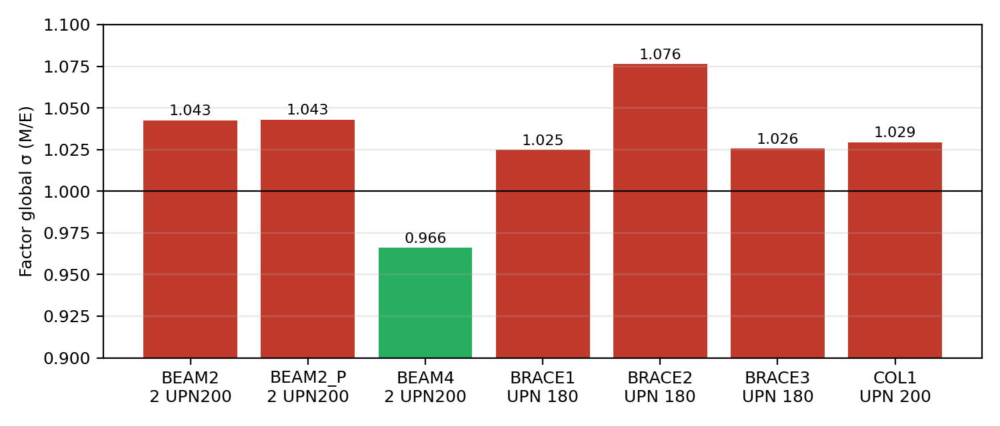 Factor global σ (M/E)
1.100
1.075
1.050
1.025
1.000
0.975
0.950
0.925
0.900
1.043
1.043
0.966
1.025
1.076
1.026
1.029
BEAM2
2 UPN200
BEAM2_P
2 UPN200
BEAM4
2 UPN200
BRACE1
UPN 180
BRACE2
UPN 180
BRACE3
UPN 180
COL1
UPN 200